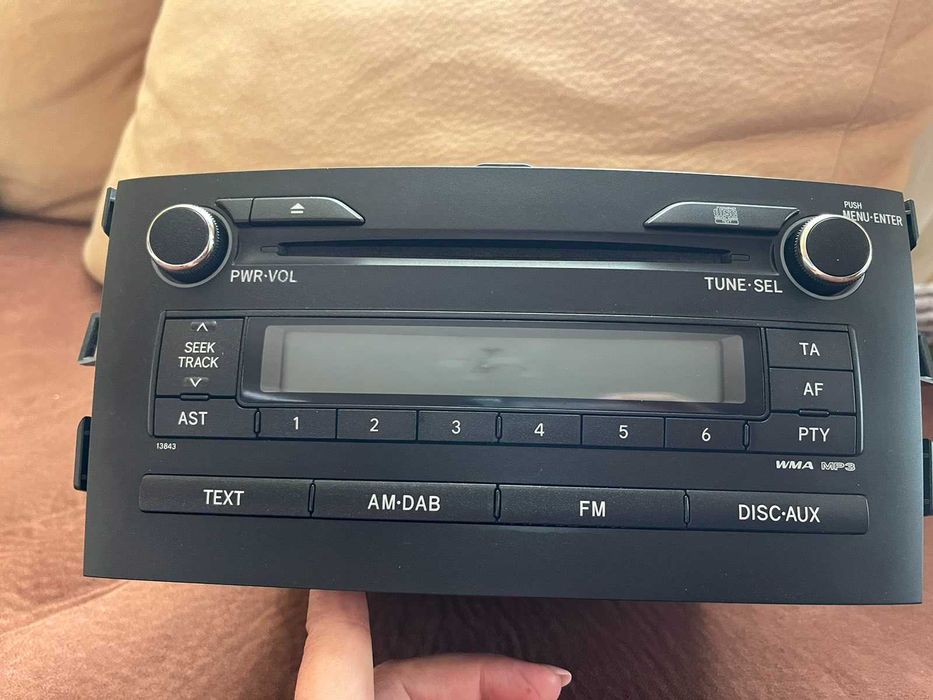 PWR·VOL
PUSH
MENU·ENTER
TUNE·SEL
SEEK
TRACK
AST
1
2
3
4
5
6
TA
AF
PTY
13843
WMA MP3
TEXT
AM·DAB
FM
DISC·AUX